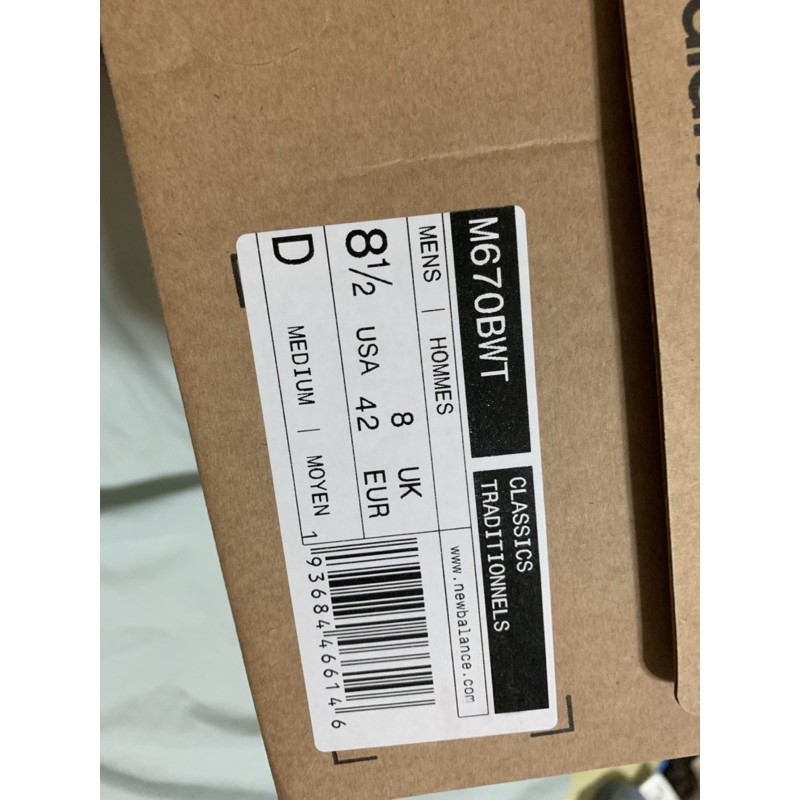 M670BWT
CLASSICS
TRADITIONNELS
MENS | HOMMES
www.newbalance.com
8½ USA
8 UK
42 EUR
D MEDIUM | MOYEN
1 93684 46614 6